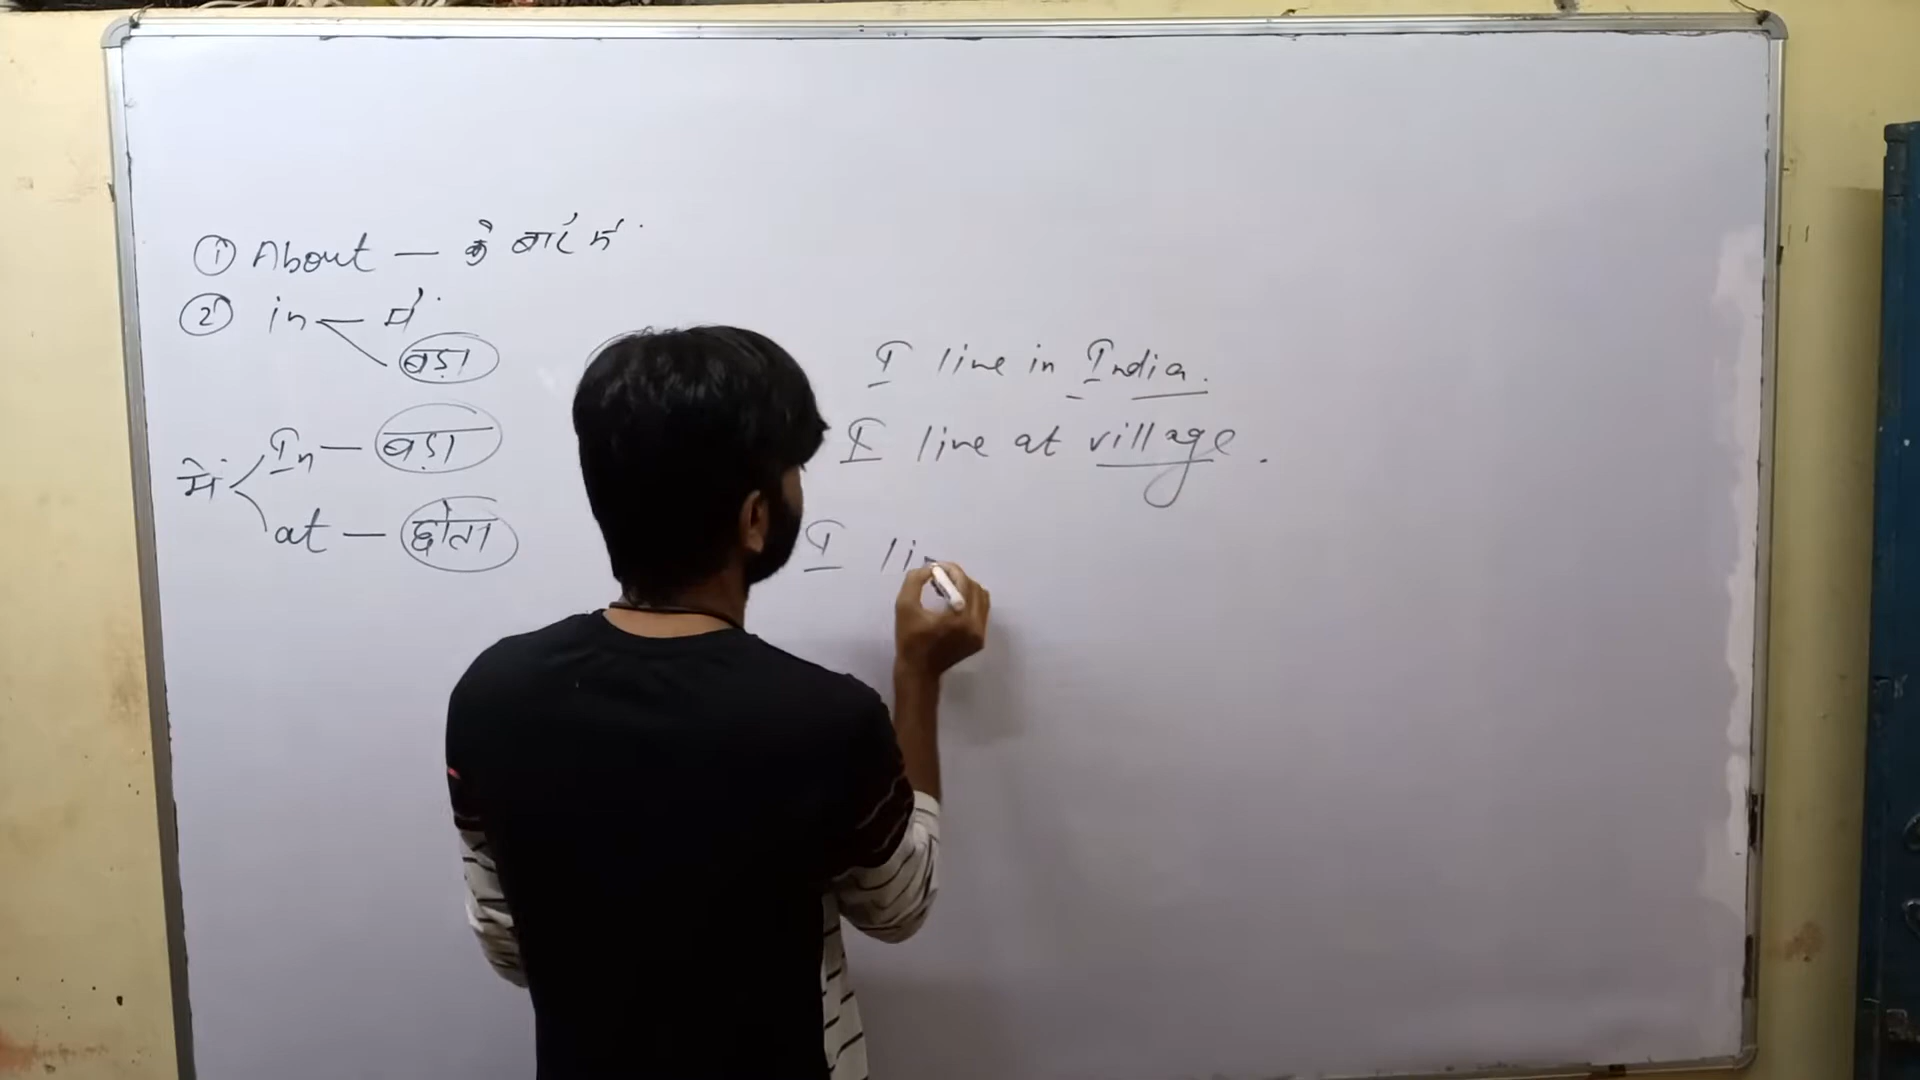 ① About — के बारे में
② in — में
बड़ा
में In — बड़ा
at — छोटा
I live in India.
I live at village.
I li